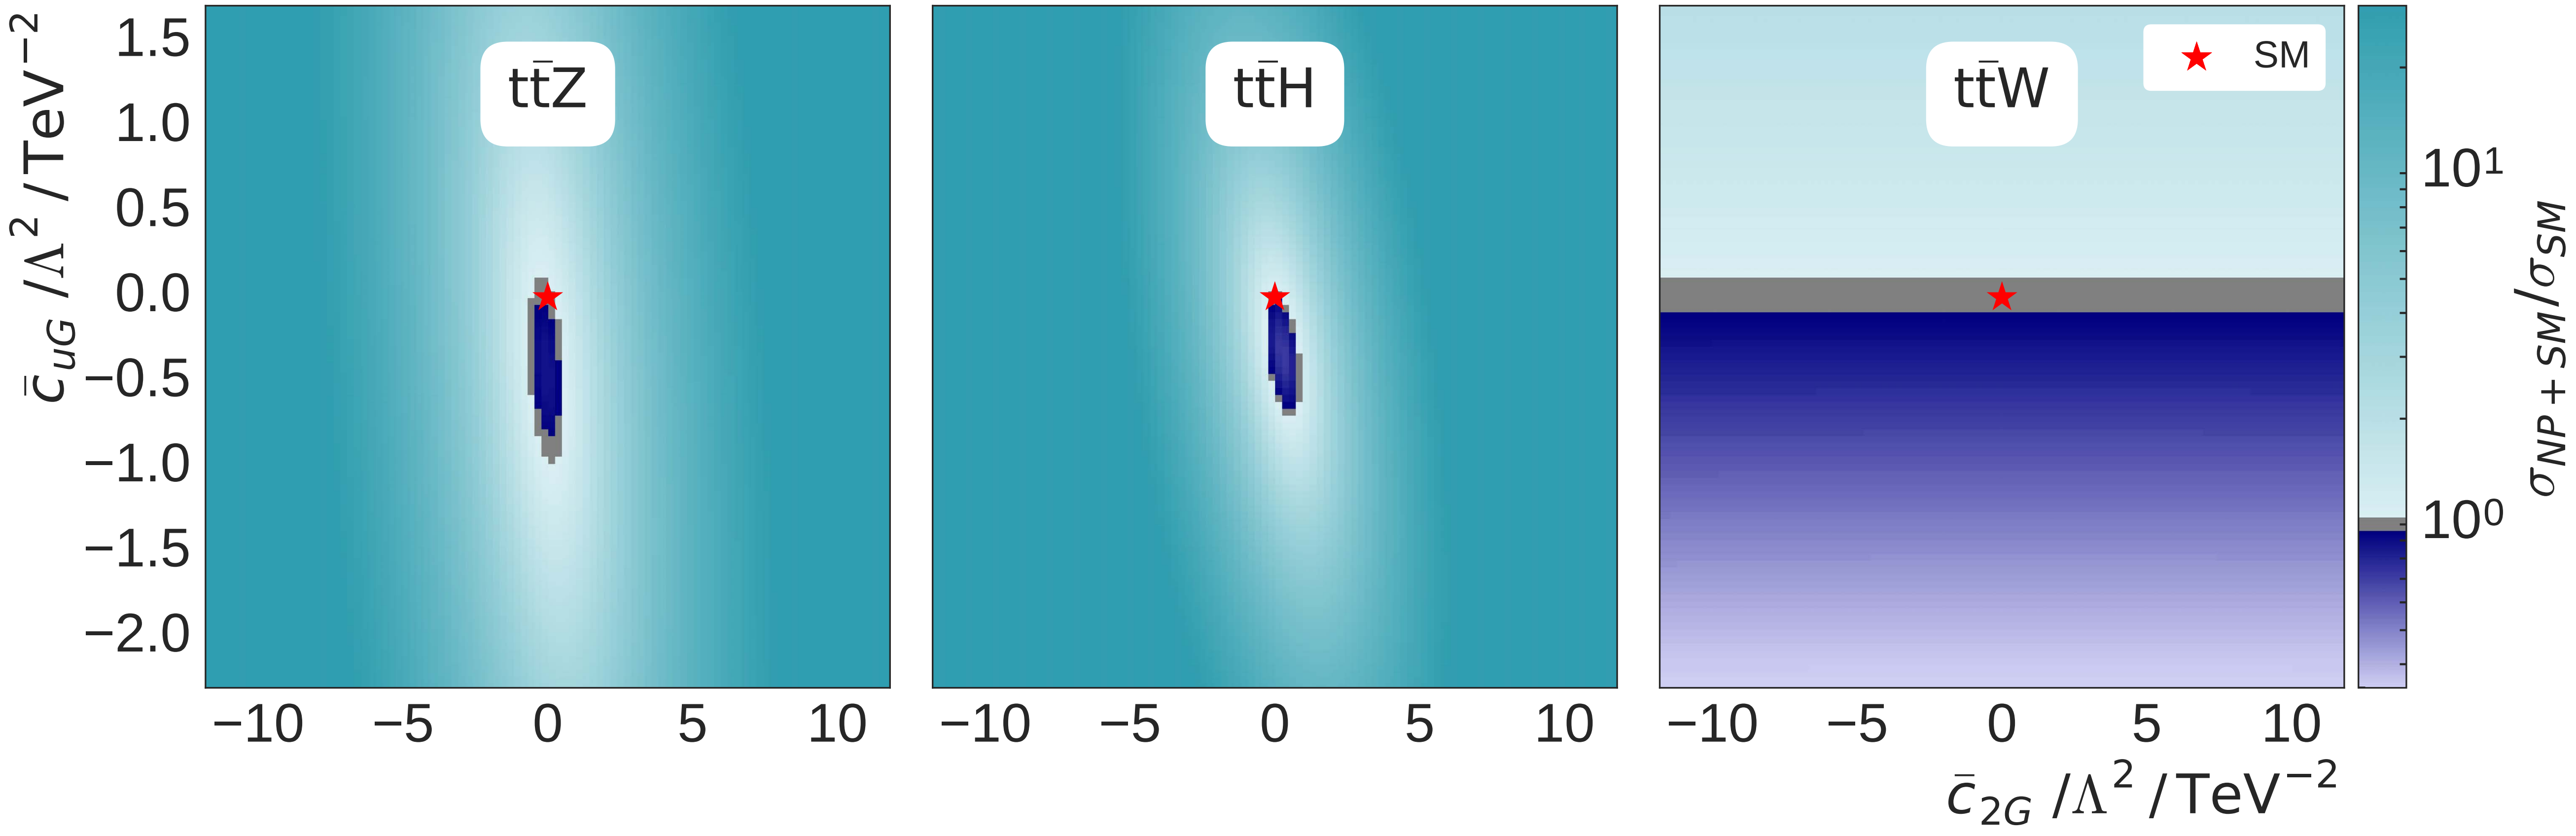 c̄uG /Λ² / TeV⁻²
1.5
1.0
0.5
0.0
−0.5
−1.0
−1.5
−2.0
tt̄Z
−10 −5 0 5 10
tt̄H
−10 −5 0 5 10
tt̄W
SM
−10 −5 0 5 10
c̄2G /Λ² / TeV⁻²
10¹
10⁰
σNP + SM/σSM